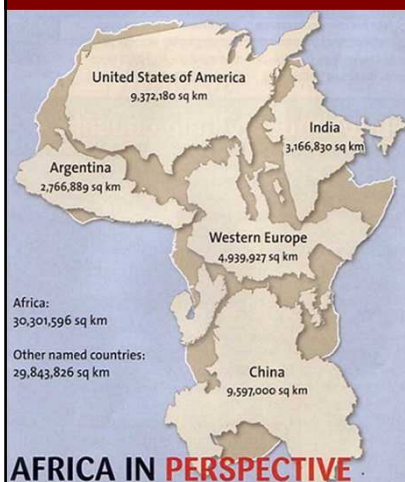 United States of America
9,372,180 sq km
India
3,166,830 sq km
Argentina
2,766,889 sq km
Western Europe
4,939,927 sq km
Africa:
30,301,596 sq km
Other named countries:
29,843,826 sq km
China
9,597,000 sq km
AFRICA IN PERSPECTIVE